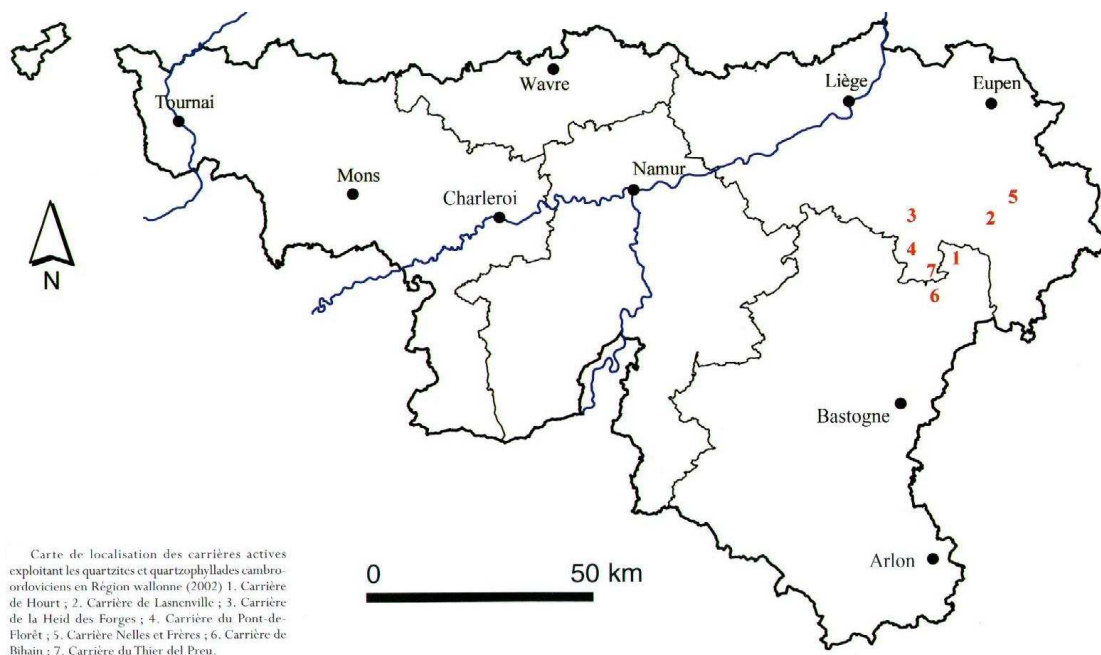 Wavre
Liège
Eupen
Tournai
Mons
Namur
Charleroi
5
3
2
4
1
7
6
N
Bastogne
Arlon
0 50 km
Carte de localisation des carrières actives
exploitant les quartzites et quartzophyllades cambro-
ordoviciens en Région wallonne (2002) 1. Carrière
de Hourt ; 2. Carrière de Lasnenville ; 3. Carrière
de la Heid des Forges ; 4. Carrière du Pont-de-
Florêt ; 5. Carrière Nelles et Frères ; 6. Carrière de
Bihain ; 7. Carrière du Thier del Preu.